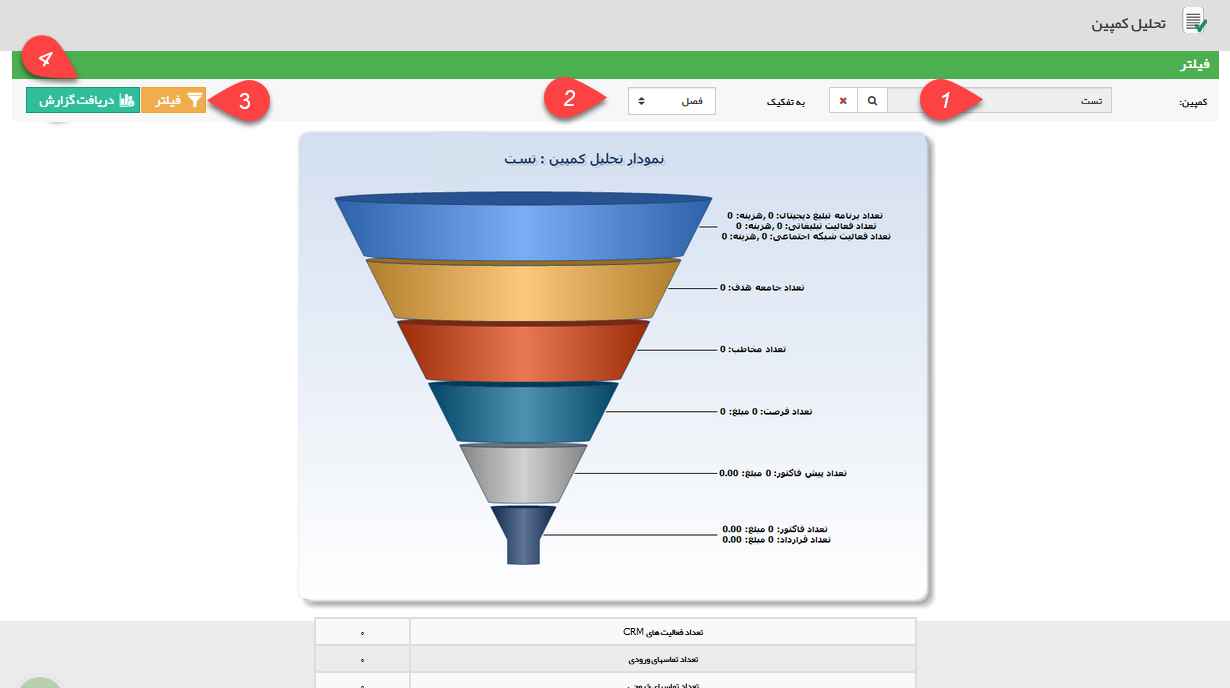 تحلیل کمپین
فیلتر
کمپین:
تست
1
به تفکیک
فصل
2
3
فیلتر
دریافت گزارش
4
نمودار تحلیل کمپین : تست
تعداد برنامه تبلیغ دیجیتال: 0 ,هزینه: 0
تعداد فعالیت تبلیغاتی: 0 ,هزینه: 0
تعداد فعالیت شبکه اجتماعی: 0 ,هزینه: 0
تعداد جامعه هدف: 0
تعداد مخاطب: 0
تعداد فرصت: 0 مبلغ: 0
تعداد پیش فاکتور: 0 مبلغ: 0.00
تعداد فاکتور: 0 مبلغ: 0.00
تعداد قرارداد: 0 مبلغ: 0.00
تعداد فعالیت های CRM ۰
تعداد تماسهای ورودی ۰
تعداد تماسهای خروجی ۰